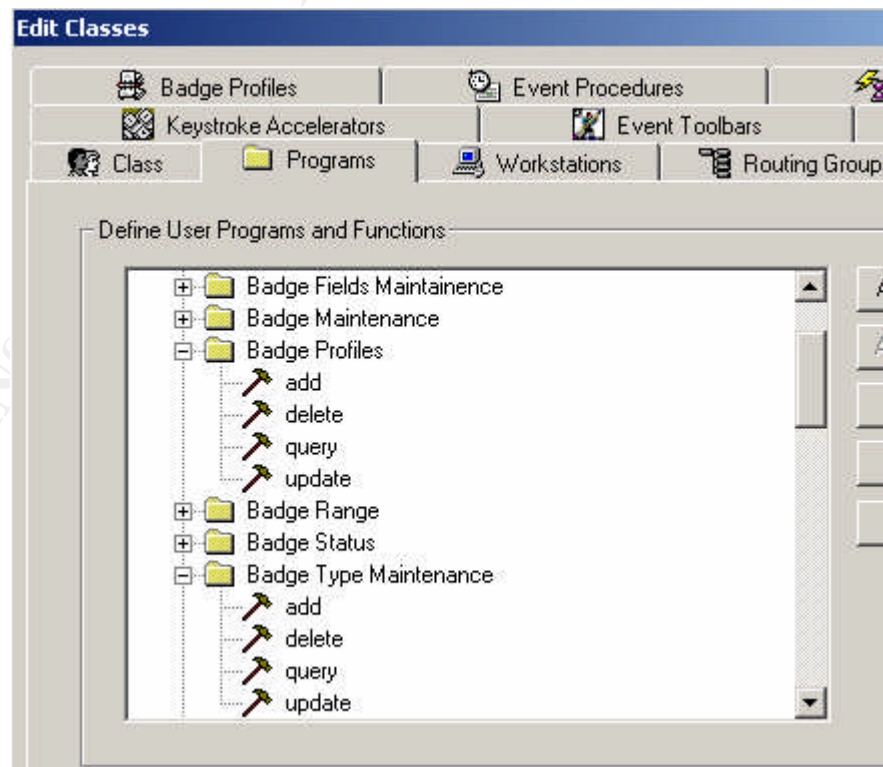 Edit Classes
Badge Profiles Event Procedures
Keystroke Accelerators Event Toolbars
Class Programs Workstations Routing Group
Define User Programs and Functions
Badge Fields Maintainence
Badge Maintenance
Badge Profiles
add
delete
query
update
Badge Range
Badge Status
Badge Type Maintenance
add
delete
query
update